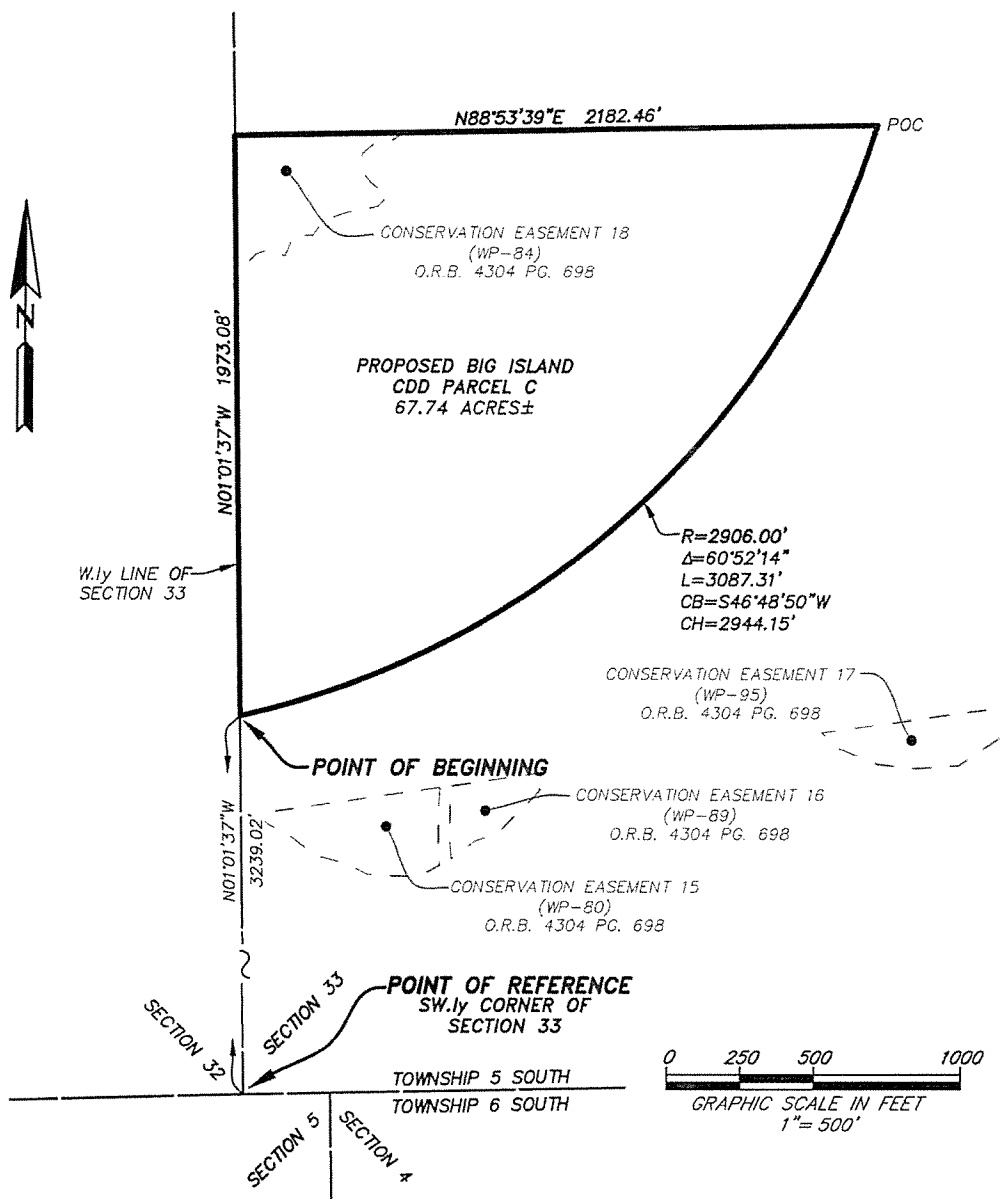 N88°53'39"E 2182.46'
POC
CONSERVATION EASEMENT 18
(WP-84)
O.R.B. 4304 PG. 698
N
N01°01'37"W 1973.08'
PROPOSED BIG ISLAND
CDD PARCEL C
67.74 ACRES±
W.ly LINE OF
SECTION 33
R=2906.00'
Δ=60°52'14"
L=3087.31'
CB=S46°48'50"W
CH=2944.15'
CONSERVATION EASEMENT 17
(WP-95)
O.R.B. 4304 PG. 698
POINT OF BEGINNING
N01°01'37"W
3239.02'
CONSERVATION EASEMENT 16
(WP-89)
O.R.B. 4304 PG. 698
CONSERVATION EASEMENT 15
(WP-80)
O.R.B. 4304 PG. 698
SECTION 32
SECTION 33
POINT OF REFERENCE
SW.ly CORNER OF
SECTION 33
TOWNSHIP 5 SOUTH
TOWNSHIP 6 SOUTH
SECTION 5
SECTION 4
0 250 500 1000
GRAPHIC SCALE IN FEET
1"= 500'